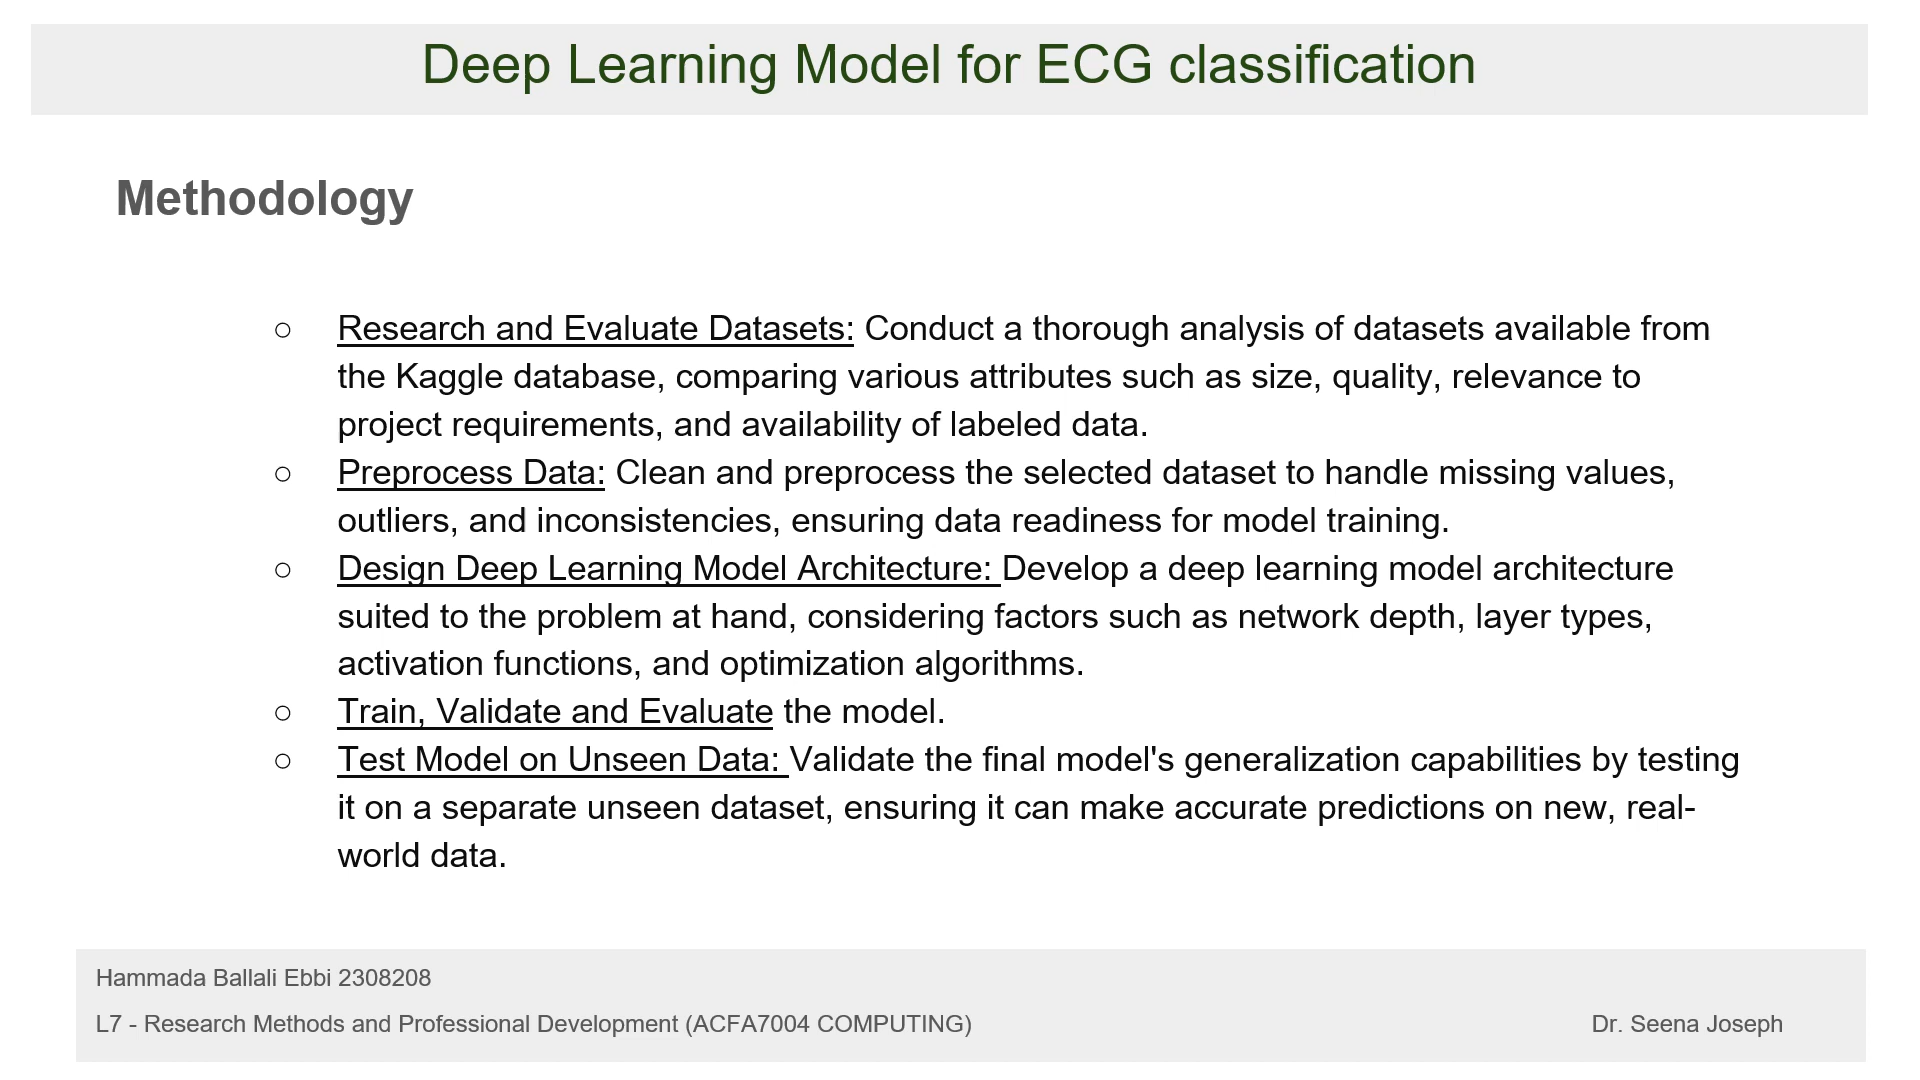 Deep Learning Model for ECG classification
Methodology
○ Research and Evaluate Datasets: Conduct a thorough analysis of datasets available from
the Kaggle database, comparing various attributes such as size, quality, relevance to
project requirements, and availability of labeled data.
○ Preprocess Data: Clean and preprocess the selected dataset to handle missing values,
outliers, and inconsistencies, ensuring data readiness for model training.
○ Design Deep Learning Model Architecture: Develop a deep learning model architecture
suited to the problem at hand, considering factors such as network depth, layer types,
activation functions, and optimization algorithms.
○ Train, Validate and Evaluate the model.
○ Test Model on Unseen Data: Validate the final model's generalization capabilities by testing
it on a separate unseen dataset, ensuring it can make accurate predictions on new, real-
world data.
Hammada Ballali Ebbi 2308208
L7 - Research Methods and Professional Development (ACFA7004 COMPUTING) Dr. Seena Joseph